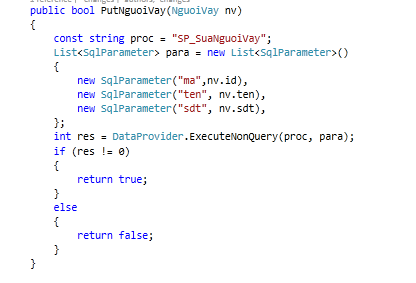 public bool PutNguoiVay(NguoiVay nv)
{
const string proc = "SP_SuaNguoiVay";
List<SqlParameter> para = new List<SqlParameter>()
{
new SqlParameter("ma",nv.id),
new SqlParameter("ten", nv.ten),
new SqlParameter("sdt", nv.sdt),
};
int res = DataProvider.ExecuteNonQuery(proc, para);
if (res != 0)
{
return true;
}
else
{
return false;
}
}